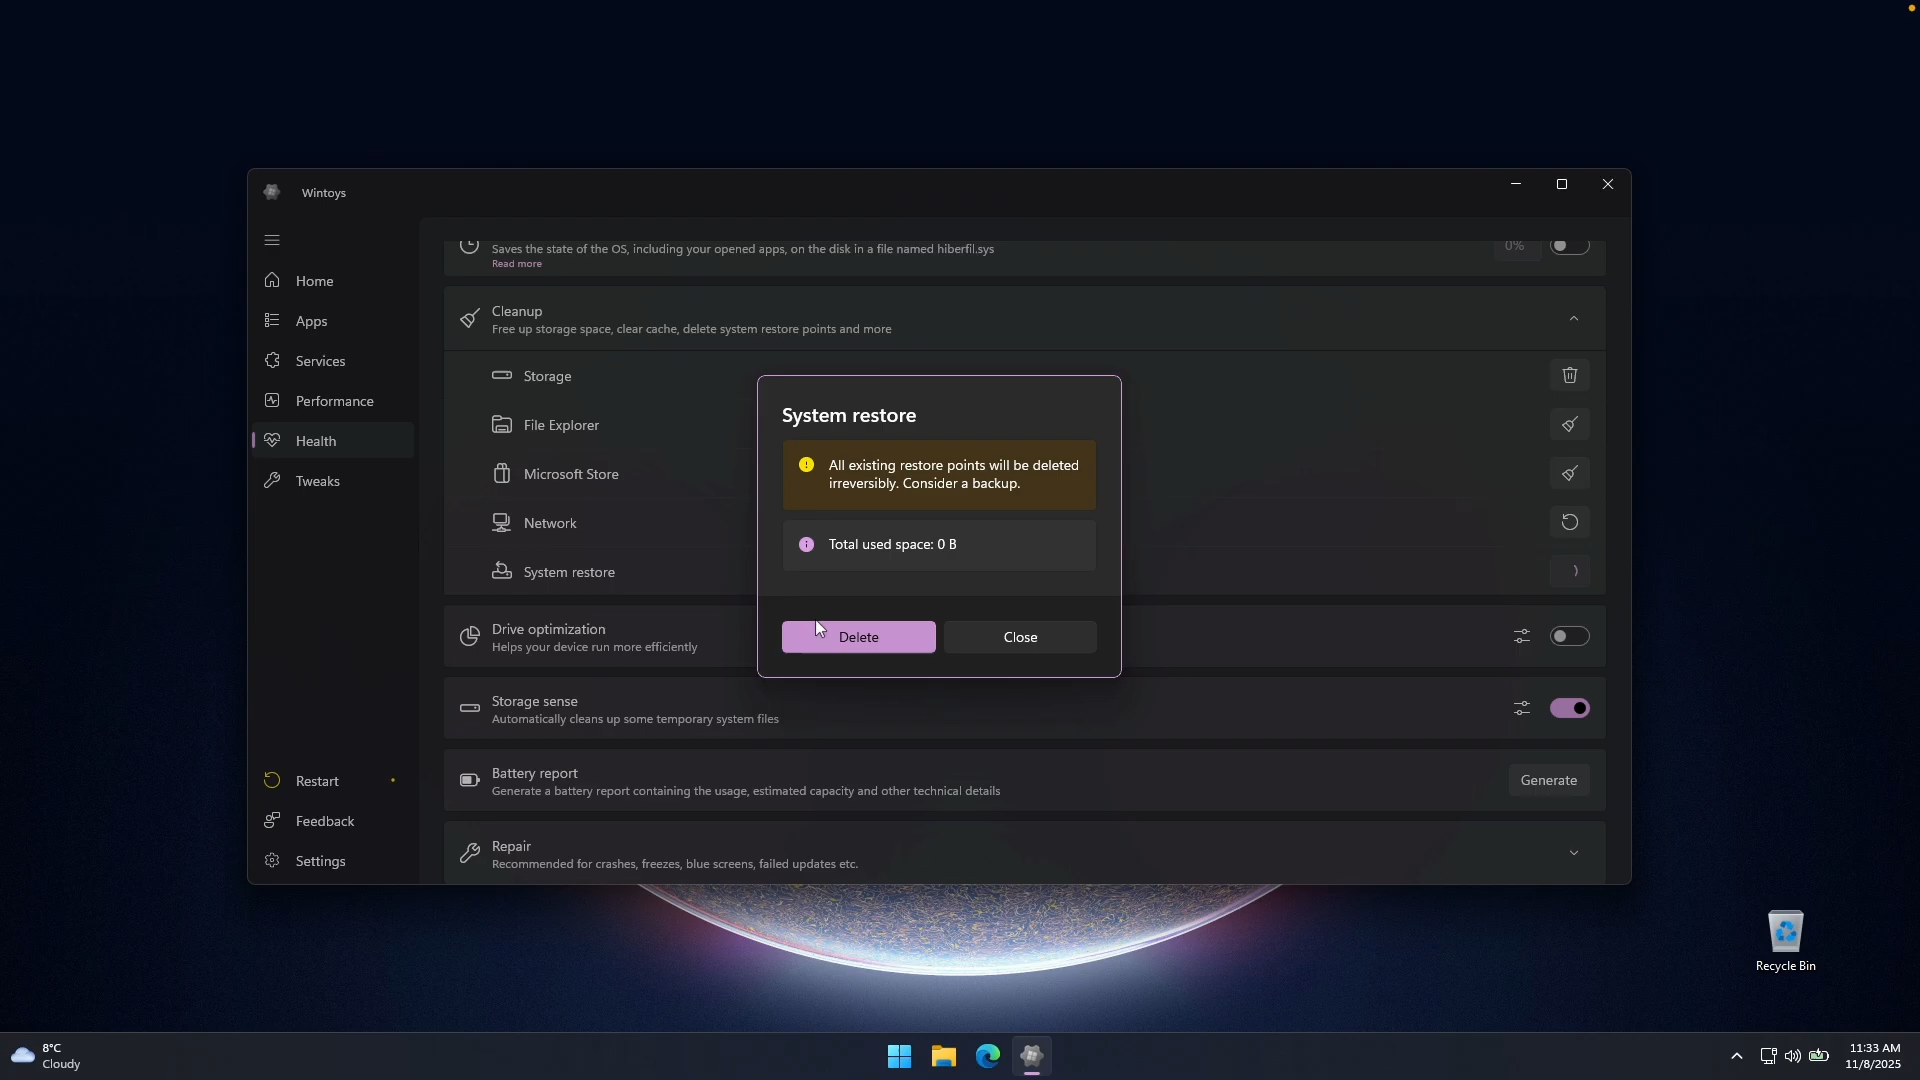 Wintoys
Home
Apps
Services
Performance
Health
Tweaks
Restart
Feedback
Settings
Saves the state of the OS, including your opened apps, on the disk in a file named hiberfil.sys
Read more
0%
Cleanup
Free up storage space, clear cache, delete system restore points and more
Storage
File Explorer
Microsoft Store
Network
System restore
Drive optimization
Helps your device run more efficiently
Storage sense
Automatically cleans up some temporary system files
Battery report
Generate a battery report containing the usage, estimated capacity and other technical details
Generate
Repair
Recommended for crashes, freezes, blue screens, failed updates etc.
System restore
All existing restore points will be deleted
irreversibly. Consider a backup.
Total used space: 0 B
Delete
Close
Recycle Bin
8°C
Cloudy
11:33 AM
11/8/2025